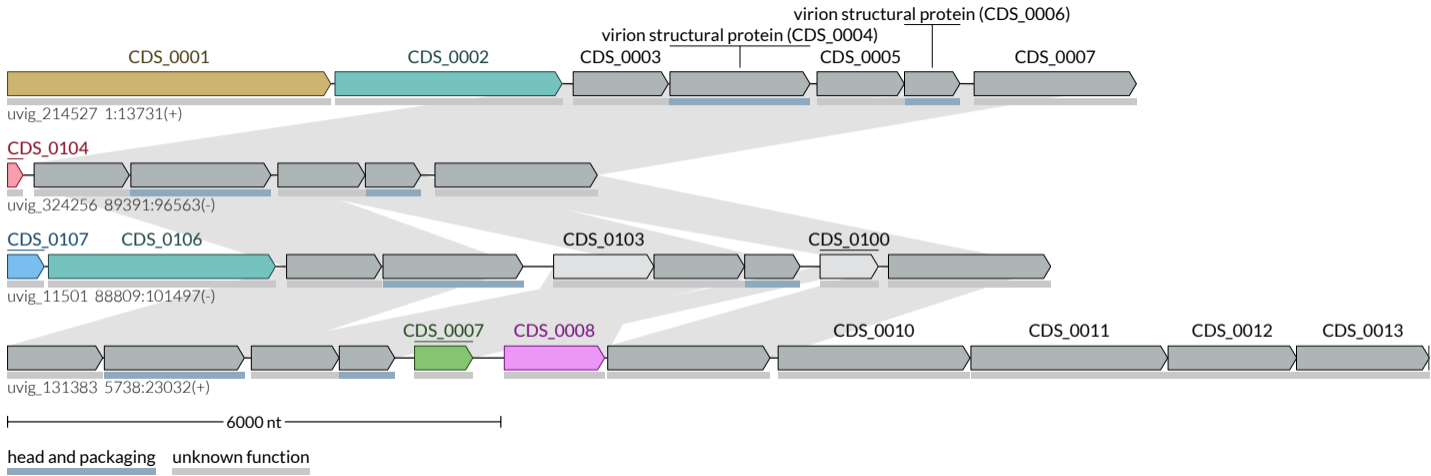 virion structural protein (CDS_0006)
virion structural protein (CDS_0004)
CDS_0001 CDS_0002 CDS_0003 CDS_0005 CDS_0007
uvig_214527 1:13731(+)
CDS_0104
uvig_324256 89391:96563(-)
CDS_0107 CDS_0106 CDS_0103 CDS_0100
uvig_11501 88809:101497(-)
CDS_0007 CDS_0008 CDS_0010 CDS_0011 CDS_0012 CDS_0013
uvig_131383 5738:23032(+)
6000 nt
head and packaging unknown function